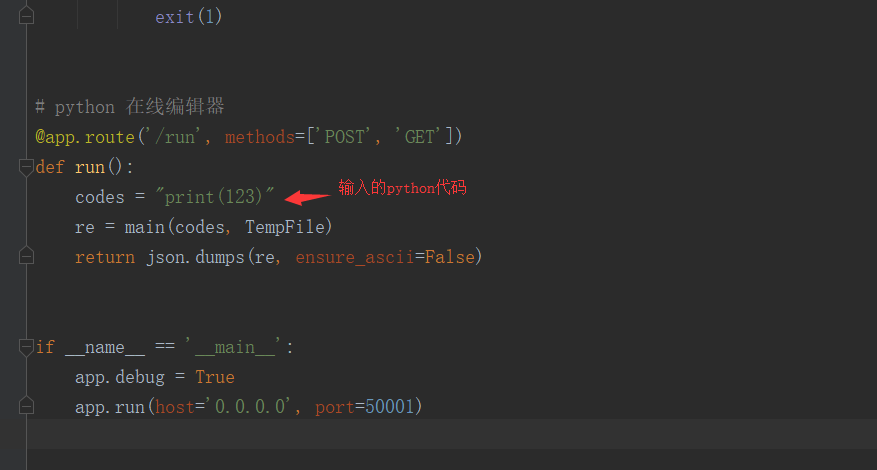 exit(1)
# python 在线编辑器
@app.route('/run', methods=['POST', 'GET'])
def run():
codes = "print(123)"
输入的python代码
re = main(codes, TempFile)
return json.dumps(re, ensure_ascii=False)
if __name__ == '__main__':
app.debug = True
app.run(host='0.0.0.0', port=50001)